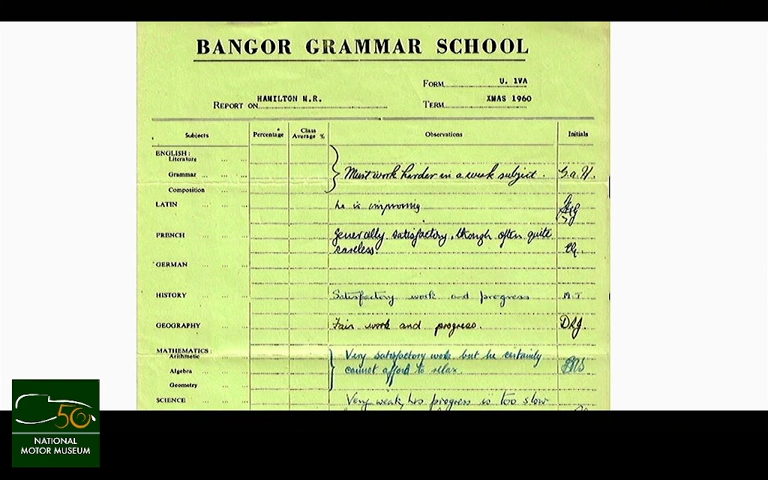 BANGOR GRAMMAR SCHOOL
FORM U. 1VA
REPORT ON HAMILTON N.R. TERM XMAS 1960
Subjects Percentage Class Average % Observations Initials
ENGLISH:
Literature
Grammar Must work harder in a weak subject. G.a.H.
Composition
LATIN he is improving
FRENCH Generally satisfactory, though often quite
careless.
GERMAN
HISTORY Satisfactory work and progress
GEOGRAPHY Fair work and progress. DLJ.
MATHEMATICS:
Arithmetic Very satisfactory work but he certainly
Algebra cannot afford to relax.
Geometry
SCIENCE Very weak, his progress is too slow
50
NATIONAL
MOTOR MUSEUM